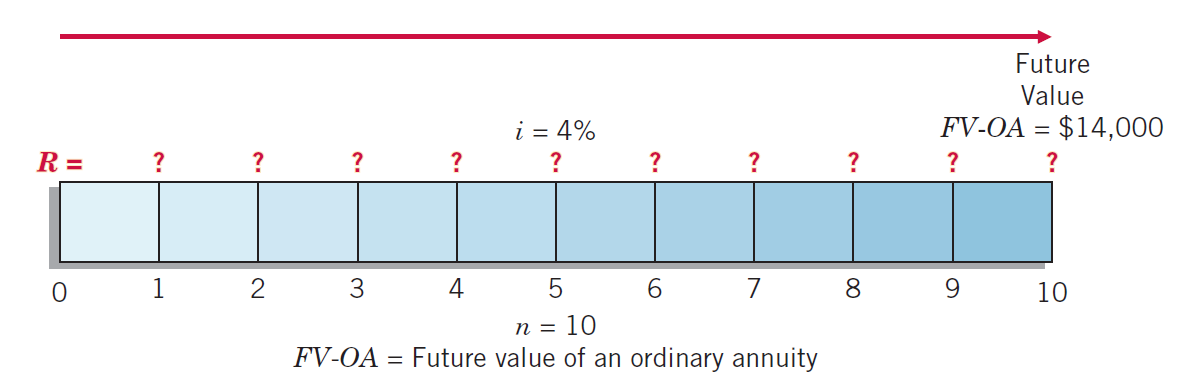 Future
Value
i = 4%
FV-OA = $14,000
R = ? ? ? ? ? ? ? ? ? ?
0 1 2 3 4 5 6 7 8 9 10
n = 10
FV-OA = Future value of an ordinary annuity